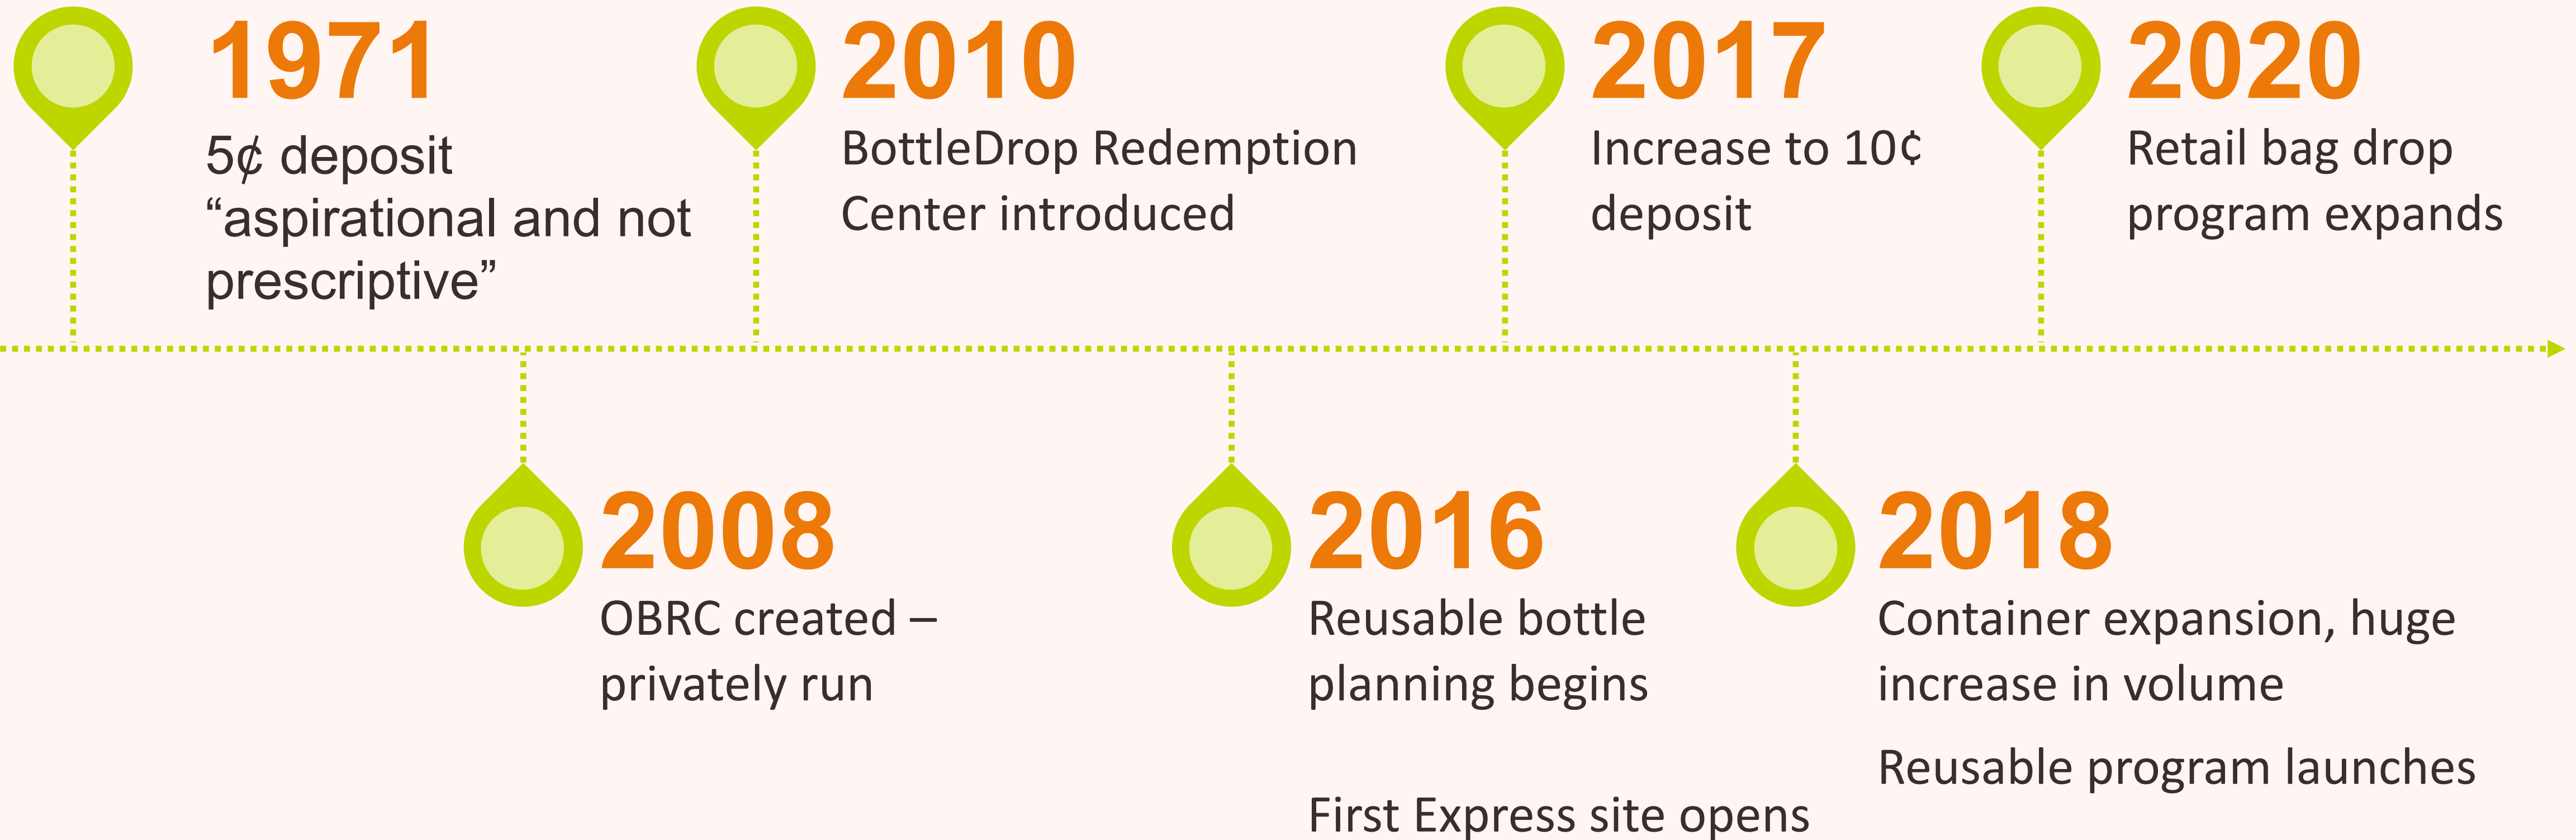 1971
5¢ deposit
“aspirational and not
prescriptive”
2008
OBRC created –
privately run
2010
BottleDrop Redemption
Center introduced
2016
Reusable bottle
planning begins
First Express site opens
2017
Increase to 10¢
deposit
2018
Container expansion, huge
increase in volume
Reusable program launches
2020
Retail bag drop
program expands